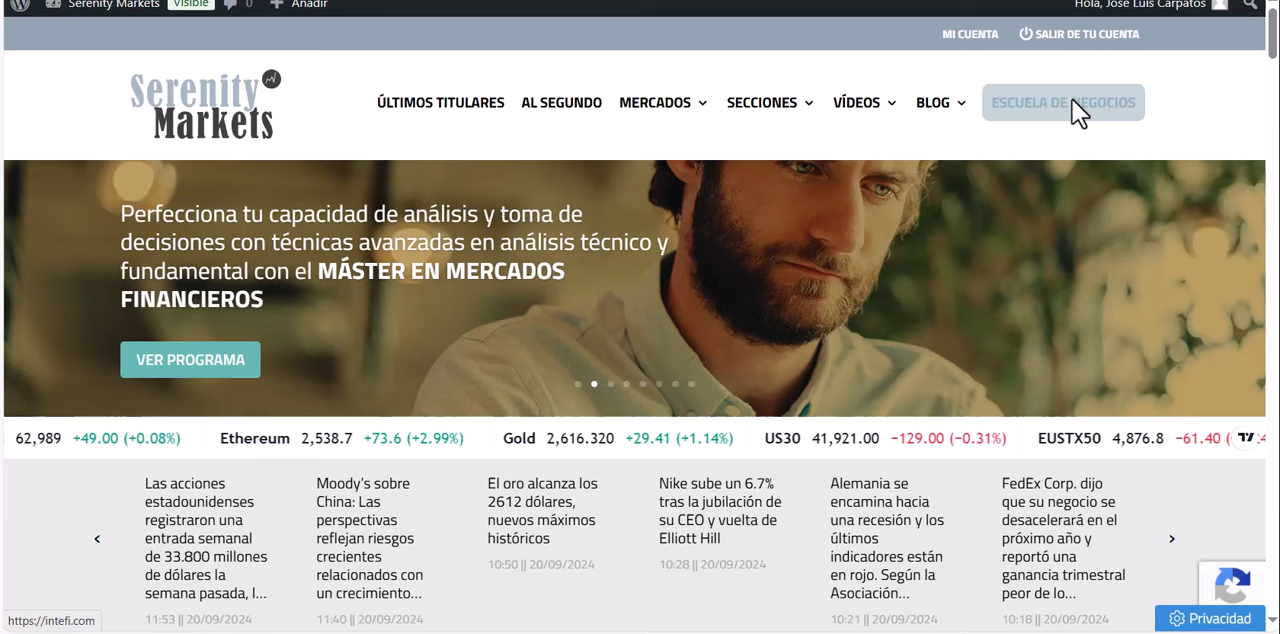 Serenity Markets Visible 0 Añadir Hola, José Luis Cárpatos
MI CUENTA SALIR DE TU CUENTA
Serenity
Markets
ÚLTIMOS TITULARES AL SEGUNDO MERCADOS SECCIONES VÍDEOS BLOG ESCUELA DE NEGOCIOS
Perfecciona tu capacidad de análisis y toma de
decisiones con técnicas avanzadas en análisis técnico y
fundamental con el MÁSTER EN MERCADOS
FINANCIEROS
VER PROGRAMA
62,989 +49.00 (+0.08%) Ethereum 2,538.7 +73.6 (+2.99%) Gold 2,616.320 +29.41 (+1.14%) US30 41,921.00 −129.00 (−0.31%) EUSTX50 4,876.8 −61.40
Las acciones
estadounidenses
registraron una
entrada semanal
de 33.800 millones
de dólares la
semana pasada, l...
11:53 || 20/09/2024
Moody’s sobre
China: Las
perspectivas
reflejan riesgos
crecientes
relacionados con
un crecimiento...
11:40 || 20/09/2024
El oro alcanza los
2612 dólares,
nuevos máximos
históricos
10:50 || 20/09/2024
Nike sube un 6.7%
tras la jubilación de
su CEO y vuelta de
Elliott Hill
10:28 || 20/09/2024
Alemania se
encamina hacia
una recesión y los
últimos
indicadores están
en rojo. Según la
Asociación...
10:21 || 20/09/2024
FedEx Corp. dijo
que su negocio se
desacelerará en el
próximo año y
reportó una
ganancia trimestral
peor de lo...
10:18 || 20/09/2024
https://intefi.com
Privacidad